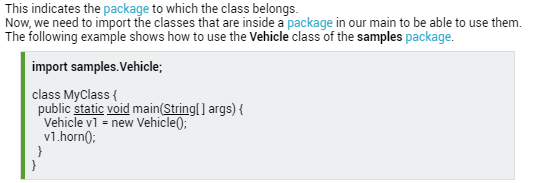 This indicates the package to which the class belongs.
Now, we need to import the classes that are inside a package in our main to be able to use them.
The following example shows how to use the Vehicle class of the samples package.
import samples.Vehicle;
class MyClass {
public static void main(String[ ] args) {
Vehicle v1 = new Vehicle();
v1.horn();
}
}